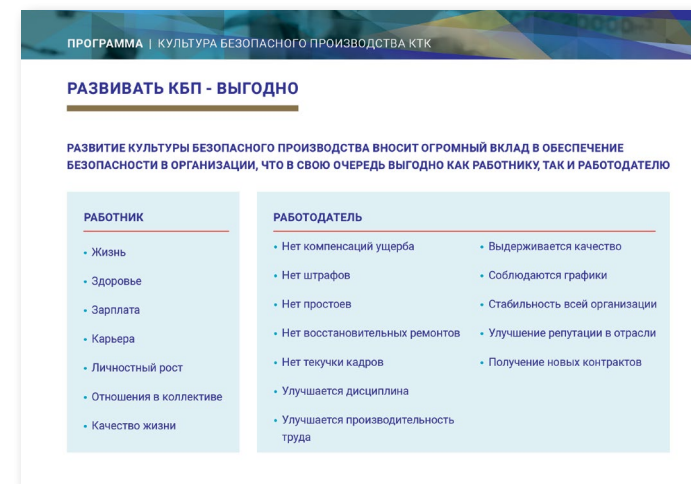 ПРОГРАММА | КУЛЬТУРА БЕЗОПАСНОГО ПРОИЗВОДСТВА КТК
РАЗВИВАТЬ КБП - ВЫГОДНО
РАЗВИТИЕ КУЛЬТУРЫ БЕЗОПАСНОГО ПРОИЗВОДСТВА ВНОСИТ ОГРОМНЫЙ ВКЛАД В ОБЕСПЕЧЕНИЕ
БЕЗОПАСНОСТИ В ОРГАНИЗАЦИИ, ЧТО В СВОЮ ОЧЕРЕДЬ ВЫГОДНО КАК РАБОТНИКУ, ТАК И РАБОТОДАТЕЛЮ
РАБОТНИК
• Жизнь
• Здоровье
• Зарплата
• Карьера
• Личностный рост
• Отношения в коллективе
• Качество жизни
РАБОТОДАТЕЛЬ
• Нет компенсаций ущерба
• Нет штрафов
• Нет простоев
• Нет восстановительных ремонтов
• Нет текучки кадров
• Улучшается дисциплина
• Улучшается производительность
труда
• Выдерживается качество
• Соблюдаются графики
• Стабильность всей организации
• Улучшение репутации в отрасли
• Получение новых контрактов